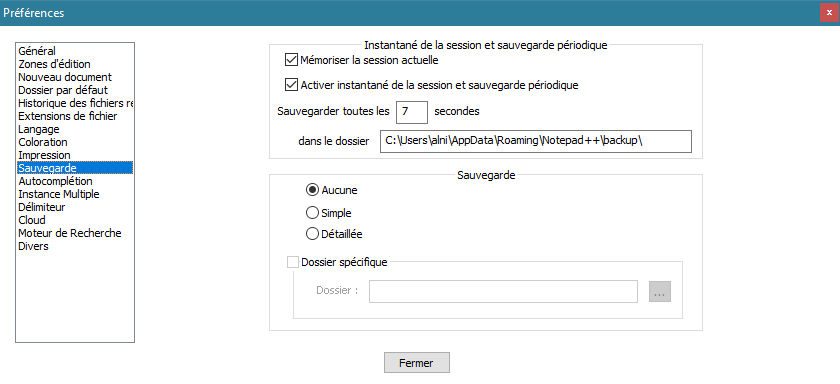 Préférences
x
Général
Zones d'édition
Nouveau document
Dossier par défaut
Historique des fichiers re
Extensions de fichier
Langage
Coloration
Impression
Sauvegarde
Autocomplétion
Instance Multiple
Délimiteur
Cloud
Moteur de Recherche
Divers
Instantané de la session et sauvegarde périodique
Mémoriser la session actuelle
Activer instantané de la session et sauvegarde périodique
Sauvegarder toutes les 7 secondes
dans le dossier C:\Users\alni\AppData\Roaming\Notepad++\backup\
Sauvegarde
Aucune
Simple
Détaillée
Dossier spécifique
Dossier :
...
Fermer